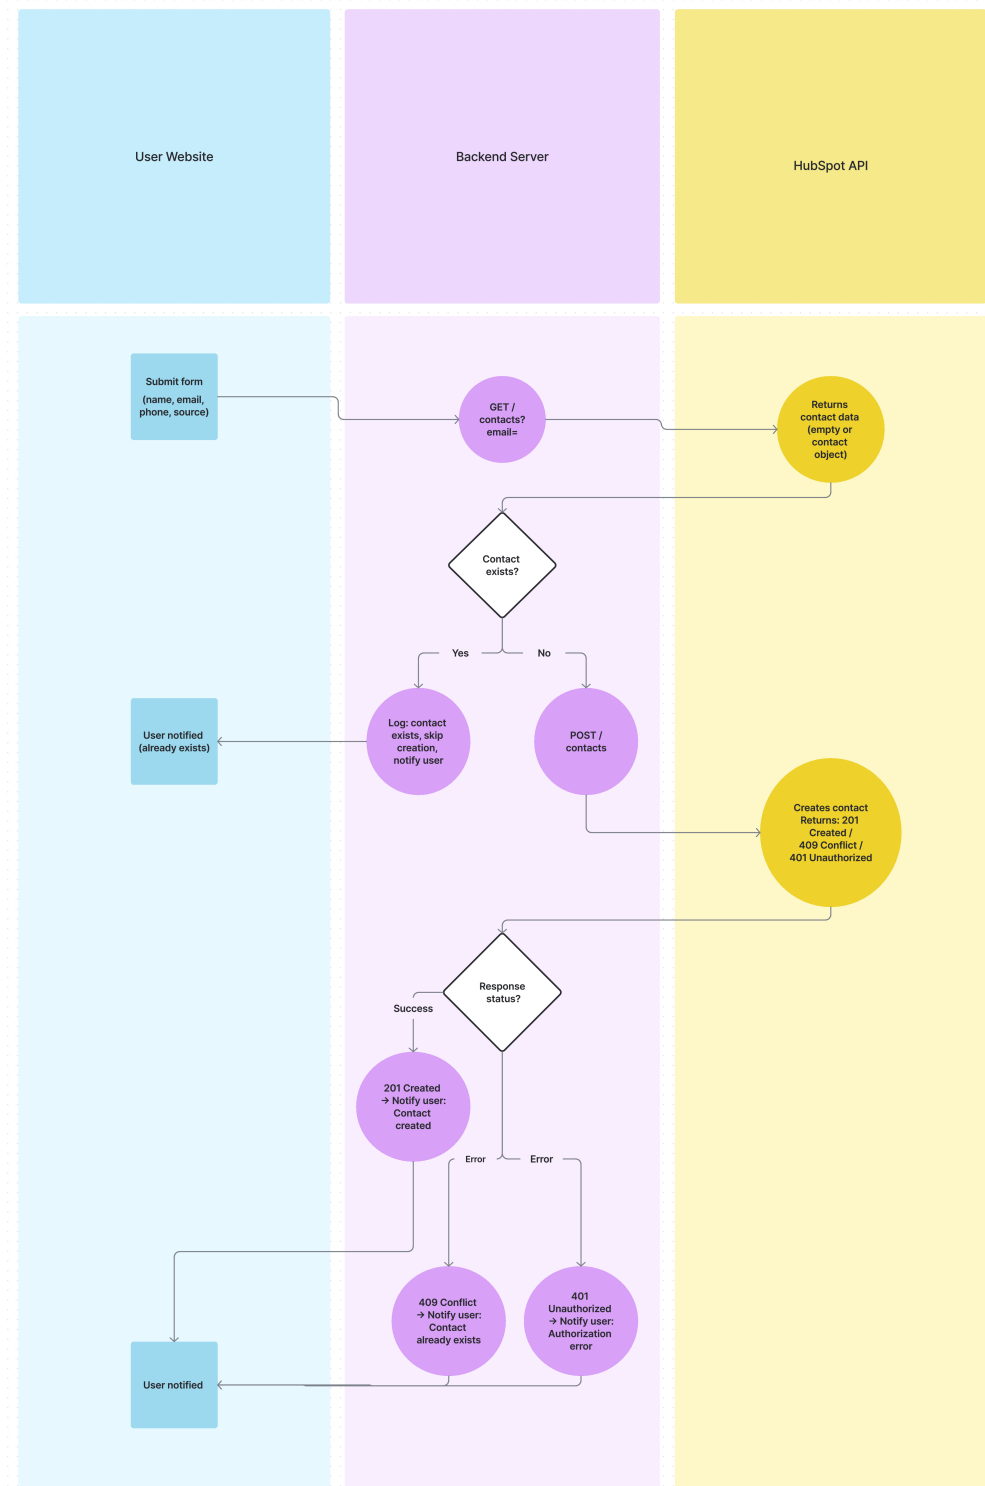 User Website
Backend Server
HubSpot API
Submit form
(name, email,
phone, source)
GET /
contacts?
email=
Returns
contact data
(empty or
contact
object)
Contact
exists?
Yes
No
User notified
(already exists)
Log: contact
exists, skip
creation,
notify user
POST /
contacts
Creates contact
Returns: 201
Created /
409 Conflict /
401 Unauthorized
Response
status?
Success
201 Created
→ Notify user:
Contact
created
Error
Error
409 Conflict
→ Notify user:
Contact
already exists
401
Unauthorized
→ Notify user:
Authorization
error
User notified